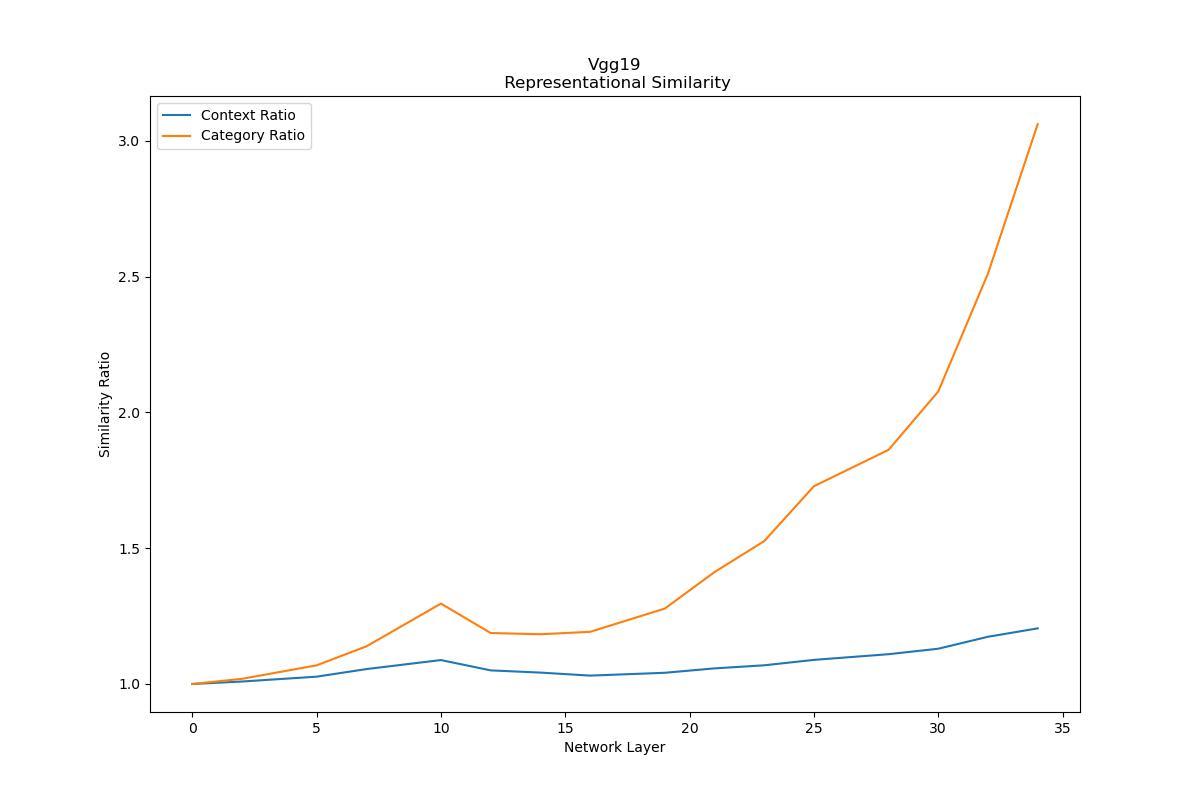 Vgg19
Representational Similarity
Context Ratio
Category Ratio
3.0
2.5
2.0
1.5
1.0
Similarity Ratio
0 5 10 15 20 25 30 35
Network Layer